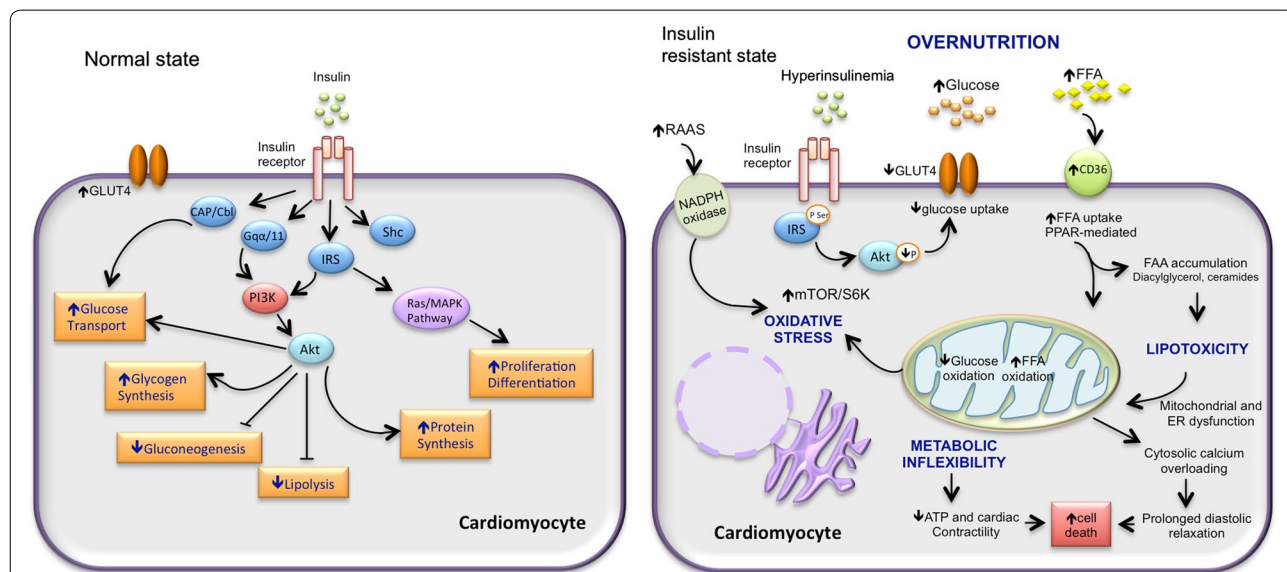 Normal state
Insulin
Insulin
receptor
↑GLUT4
CAP/Cbl
Gqα/11
Shc
IRS
PI3K
Ras/MAPK
Pathway
↑Glucose
Transport
Akt
↑Glycogen
Synthesis
↑Proliferation
Differentiation
↓Gluconeogenesis
↑Protein
Synthesis
↓Lipolysis
Cardiomyocyte
Insulin
resistant state
OVERNUTRITION
Hyperinsulinemia
↑Glucose
↑FFA
↑RAAS
Insulin
receptor
↓GLUT4
↑CD36
NADPH
oxidase
P Ser
IRS
↓glucose uptake
Akt
↓P
↑FFA uptake
PPAR-mediated
FAA accumulation
Diacylglycerol, ceramides
↑mTOR/S6K
OXIDATIVE
STRESS
↓Glucose
oxidation
↑FFA
oxidation
LIPOTOXICITY
Mitochondrial and
ER dysfunction
METABOLIC
INFLEXIBILITY
Cytosolic calcium
overloading
↓ATP and cardiac
Contractility
↑cell
death
Prolonged diastolic
relaxation
Cardiomyocyte